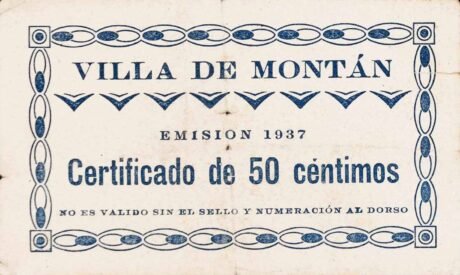 VILLA DE MONTÁN
EMISION 1937
Certificado de 50 céntimos
NO ES VALIDO SIN EL SELLO Y NUMERACIÓN AL DORSO